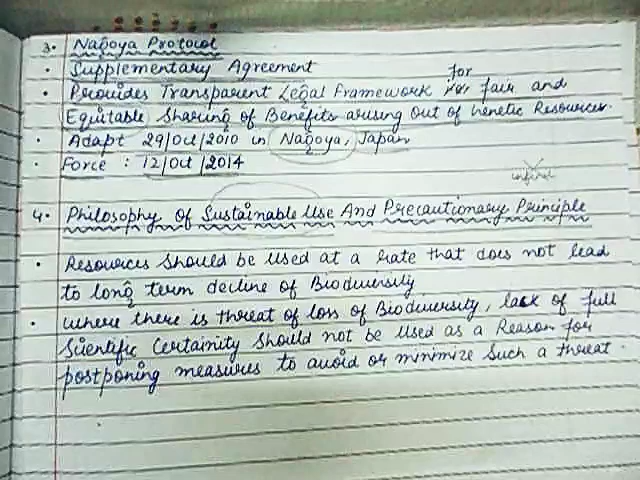 3. Nagoya Protocol
• Supplementary Agreement
• Provides Transparent Legal Framework for fair and
Equitable Sharing of Benefits arising Out of Genetic Resources.
• Adapt 29/Oct/2010 in Nagoya, Japan
• Force : 12/Oct/2014
4. Philosophy of Sustainable Use And Precautionary Principle
• Resources Should be Used at a Rate that does not lead
to long term decline of Biodiversity
• Where there is threat of loss of Biodiversity, lack of full
Scientific Certainity Should not be Used as a Reason for
postponing measures to avoid or minimize Such a threat.